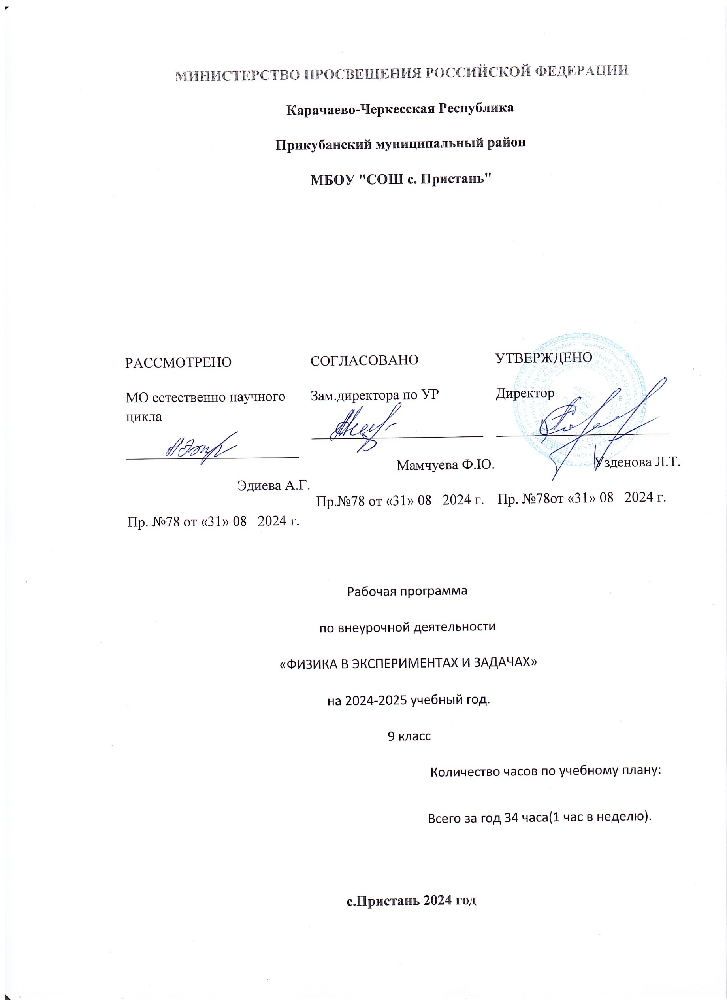 МИНИСТЕРСТВО ПРОСВЕЩЕНИЯ РОССИЙСКОЙ ФЕДЕРАЦИИ
Карачаево-Черкесская Республика
Прикубанский муниципальный район
МБОУ "СОШ с. Пристань"
РАССМОТРЕНО
МО естественно научного
цикла
Эдиева А.Г.
Пр. №78 от «31» 08 2024 г.
СОГЛАСОВАНО
Зам.директора по УР
Мамчуева Ф.Ю.
Пр.№78 от «31» 08 2024 г.
УТВЕРЖДЕНО
Директор
МБОУ
Узденова Л.Т.
Пр. №78от «31» 08 2024 г.
Рабочая программа
по внеурочной деятельности
«ФИЗИКА В ЭКСПЕРИМЕНТАХ И ЗАДАЧАХ»
на 2024-2025 учебный год.
9 класс
Количество часов по учебному плану:
Всего за год 34 часа(1 час в неделю).
с.Пристань 2024 год